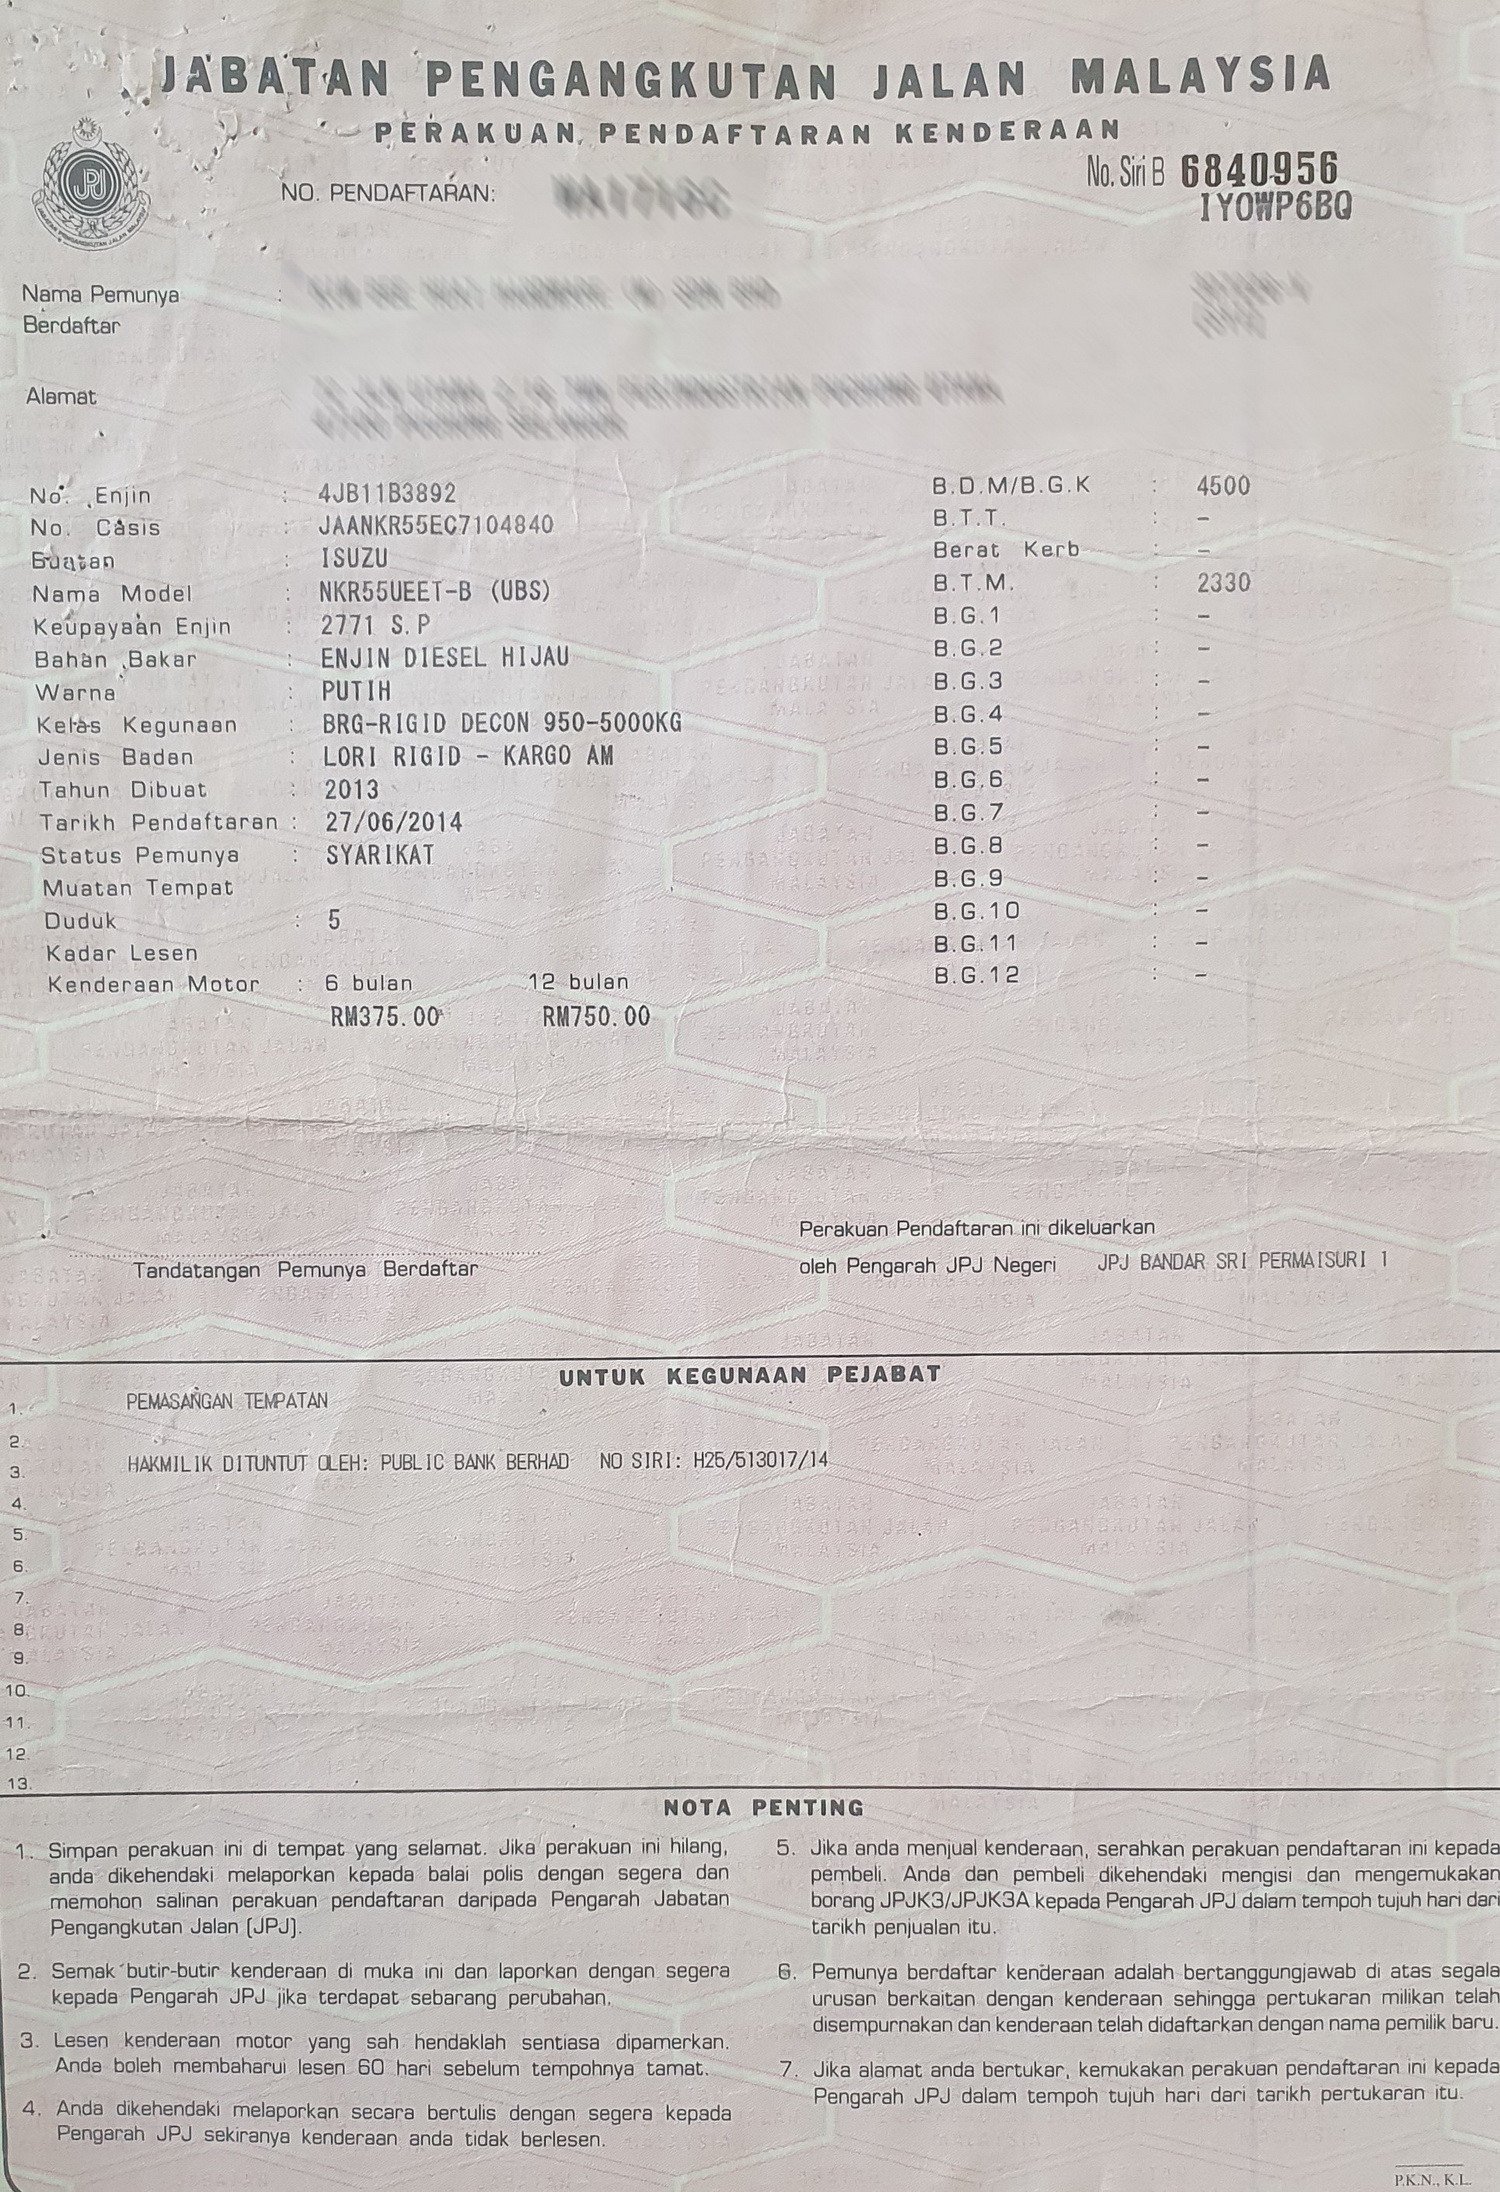 JABATAN PENGANGKUTAN JALAN MALAYSIA
PERAKUAN PENDAFTARAN KENDERAAN
No. Siri B 6840956
1YOWP6BQ
NO. PENDAFTARAN:
Nama Pemunya :
Berdaftar
Alamat
No. Enjin : 4JB11B3892 B.D.M/B.G.K : 4500
No. Casis : JAANKR55EC7104840 B.T.T. : -
Buatan : ISUZU Berat Kerb : -
Nama Model : NKR55UEET-B (UBS) B.T.M. : 2330
Keupayaan Enjin : 2771 S.P B.G.1 : -
Bahan Bakar : ENJIN DIESEL HIJAU B.G.2 : -
Warna : PUTIH B.G.3 : -
Kelas Kegunaan : BRG-RIGID DECON 950-5000KG B.G.4 : -
Jenis Badan : LORI RIGID - KARGO AM B.G.5 : -
Tahun Dibuat : 2013 B.G.6 : -
Tarikh Pendaftaran : 27/06/2014 B.G.7 : -
Status Pemunya : SYARIKAT B.G.8 : -
Muatan Tempat B.G.9 : -
Duduk : 5 B.G.10 : -
Kadar Lesen B.G.11 : -
Kenderaan Motor : 6 bulan 12 bulan B.G.12 : -
RM375.00 RM750.00
Perakuan Pendaftaran ini dikeluarkan
Tandatangan Pemunya Berdaftar oleh Pengarah JPJ Negeri JPJ BANDAR SRI PERMAISURI 1
UNTUK KEGUNAAN PEJABAT
1. PEMASANGAN TEMPATAN
2.
3. HAKMILIK DITUNTUT OLEH: PUBLIC BANK BERHAD NO SIRI: H25/513017/14
4.
5.
6.
7.
8.
9.
10.
11.
12.
13.
NOTA PENTING
1. Simpan perakuan ini di tempat yang selamat. Jika perakuan ini hilang,
anda dikehendaki melaporkan kepada balai polis dengan segera dan
memohon salinan perakuan pendaftaran daripada Pengarah Jabatan
Pengangkutan Jalan (JPJ).
2. Semak butir-butir kenderaan di muka ini dan laporkan dengan segera
kepada Pengarah JPJ jika terdapat sebarang perubahan.
3. Lesen kenderaan motor yang sah hendaklah sentiasa dipamerkan.
Anda boleh membaharui lesen 60 hari sebelum tempohnya tamat.
4. Anda dikehendaki melaporkan secara bertulis dengan segera kepada
Pengarah JPJ sekiranya kenderaan anda tidak berlesen.
5. Jika anda menjual kenderaan, serahkan perakuan pendaftaran ini kepada
pembeli. Anda dan pembeli dikehendaki mengisi dan mengemukakan
borang JPJK3/JPJK3A kepada Pengarah JPJ dalam tempoh tujuh hari dari
tarikh penjualan itu.
6. Pemunya berdaftar kenderaan adalah bertanggungjawab di atas segala
urusan berkaitan dengan kenderaan sehingga pertukaran milikan telah
disempurnakan dan kenderaan telah didaftarkan dengan nama pemilik baru.
7. Jika alamat anda bertukar, kemukakan perakuan pendaftaran ini kepada
Pengarah JPJ dalam tempoh tujuh hari dari tarikh pertukaran itu.
P.K.N., K.L.